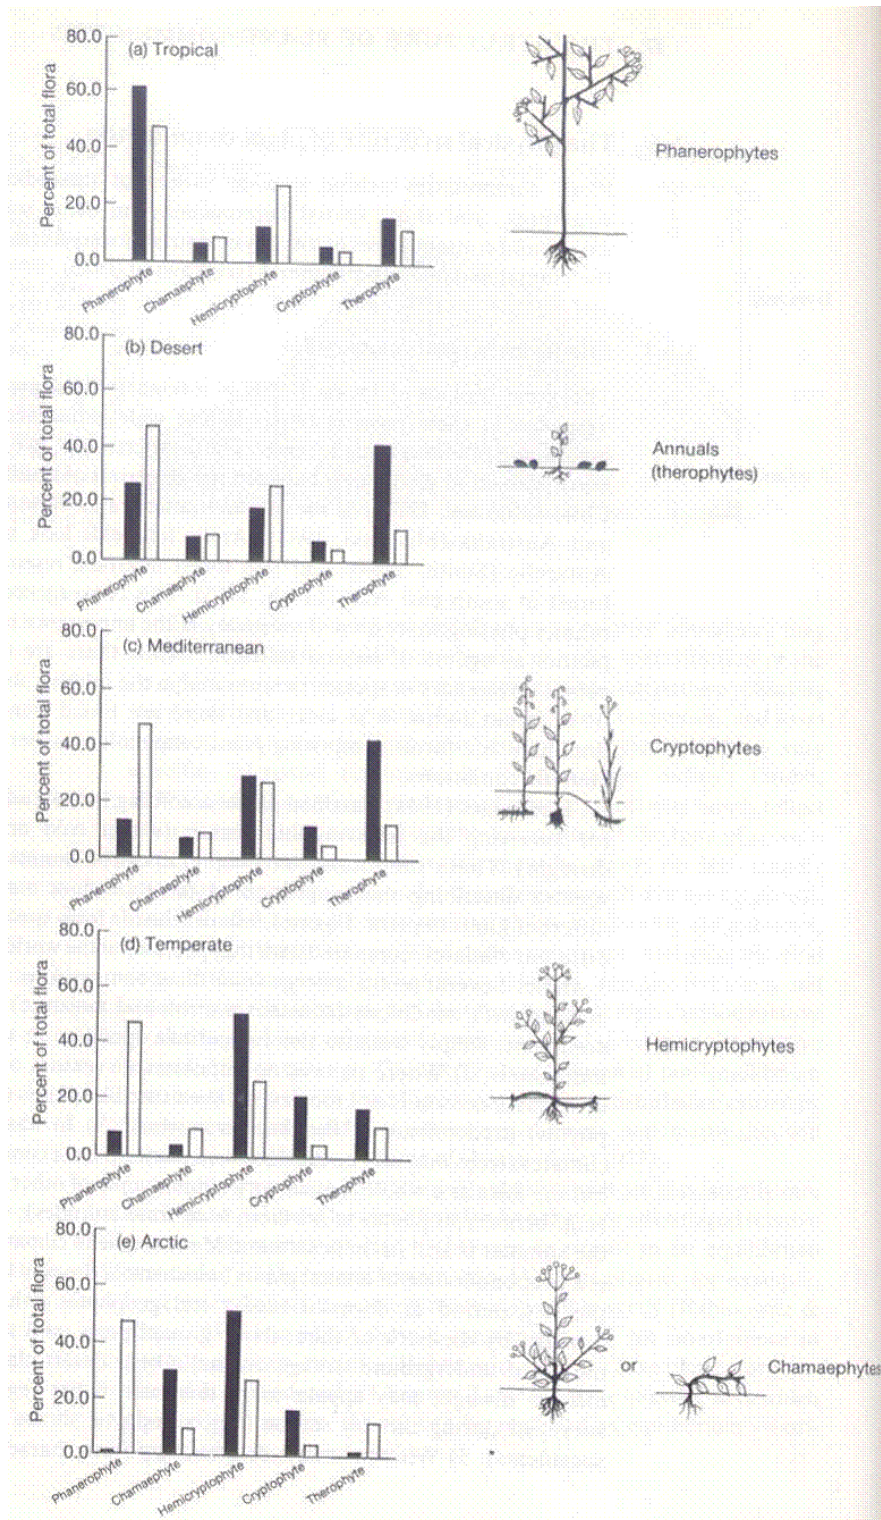 80.0
(a) Tropical
60.0
40.0
20.0
0.0
Percent of total flora
Phanerophyte
Chamaephyte
Hemicryptophyte
Cryptophyte
Therophyte
Phanerophytes
80.0
(b) Desert
60.0
40.0
20.0
0.0
Percent of total flora
Phanerophyte
Chamaephyte
Hemicryptophyte
Cryptophyte
Therophyte
Annuals
(therophytes)
80.0
(c) Mediterranean
60.0
40.0
20.0
0.0
Percent of total flora
Phanerophyte
Chamaephyte
Hemicryptophyte
Cryptophyte
Therophyte
Cryptophytes
80.0
(d) Temperate
60.0
40.0
20.0
0.0
Percent of total flora
Phanerophyte
Chamaephyte
Hemicryptophyte
Cryptophyte
Therophyte
Hemicryptophytes
80.0
(e) Arctic
60.0
40.0
20.0
0.0
Percent of total flora
Phanerophyte
Chamaephyte
Hemicryptophyte
Cryptophyte
Therophyte
or
Chamaephytes